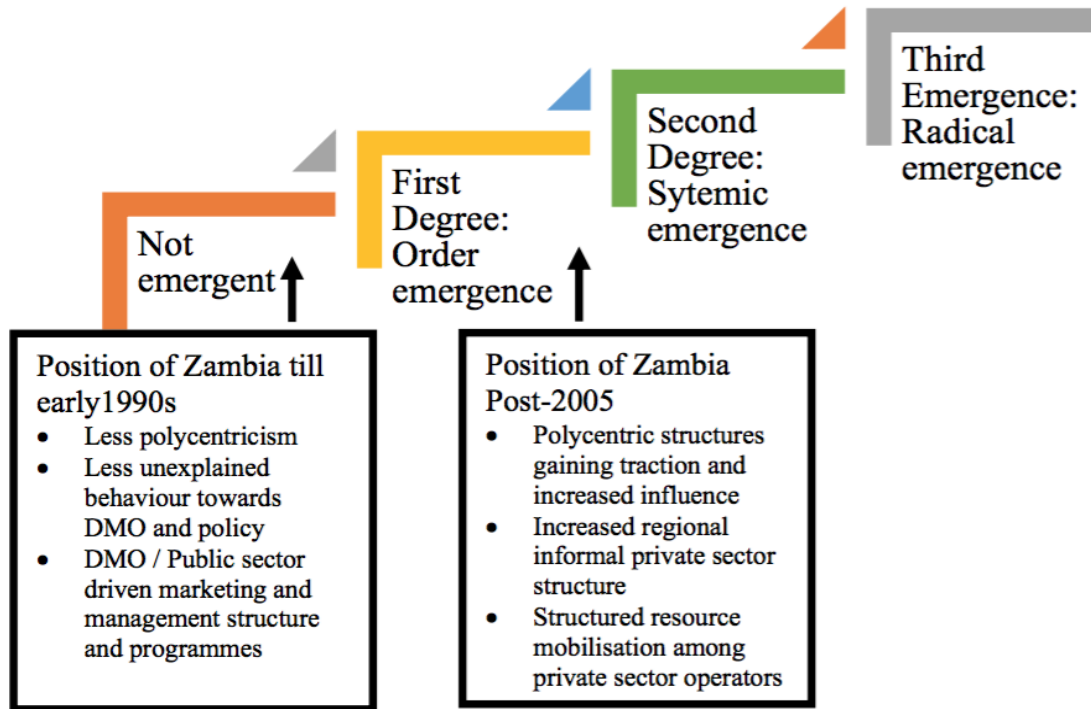 Not
emergent
First
Degree:
Order
emergence
Second
Degree:
Sytemic
emergence
Third
Emergence:
Radical
emergence
Position of Zambia till
early1990s
• Less polycentricism
• Less unexplained
behaviour towards
DMO and policy
• DMO / Public sector
driven marketing and
management structure
and programmes
Position of Zambia
Post-2005
• Polycentric structures
gaining traction and
increased influence
• Increased regional
informal private sector
structure
• Structured resource
mobilisation among
private sector operators